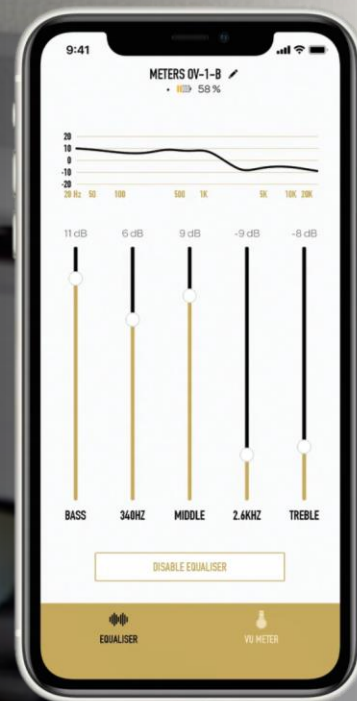 9:41
METERS OV-1-B
58%
20
10
0
-10
-20
20 Hz 50 100 500 1K 5K 10K 20K
11 dB 6 dB 9 dB -9 dB -8 dB
BASS 340HZ MIDDLE 2.6KHZ TREBLE
DISABLE EQUALISER
EQUALISER VU METER